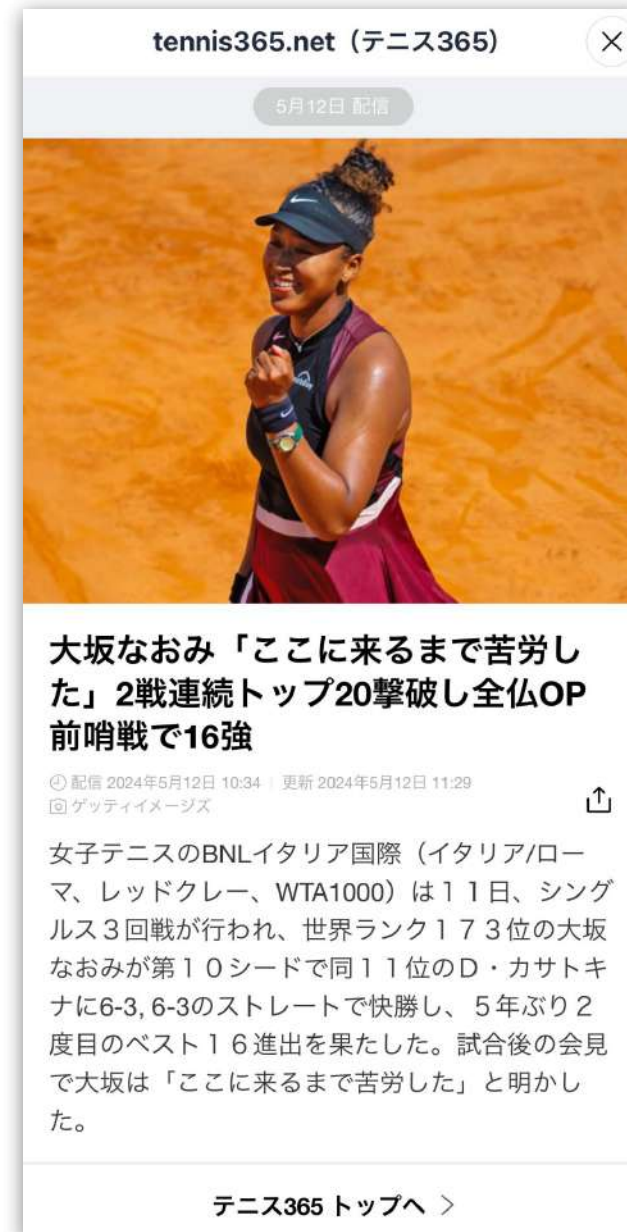 tennis365.net（テニス365）
5月12日 配信
大坂なおみ「ここに来るまで苦労し
た」2戦連続トップ20撃破し全仏OP
前哨戦で16強
配信 2024年5月12日 10:34 | 更新 2024年5月12日 11:29
ゲッティイメージズ
女子テニスのBNLイタリア国際（イタリア/ロー
マ、レッドクレー、WTA1000）は１１日、シング
ルス３回戦が行われ、世界ランク１７３位の大坂
なおみが第１０シードで同１１位のD・カサトキ
ナに6-3, 6-3のストレートで快勝し、５年ぶり２
度目のベスト１６進出を果たした。試合後の会見
で大坂は「ここに来るまで苦労した」と明かし
た。
テニス365 トップへ